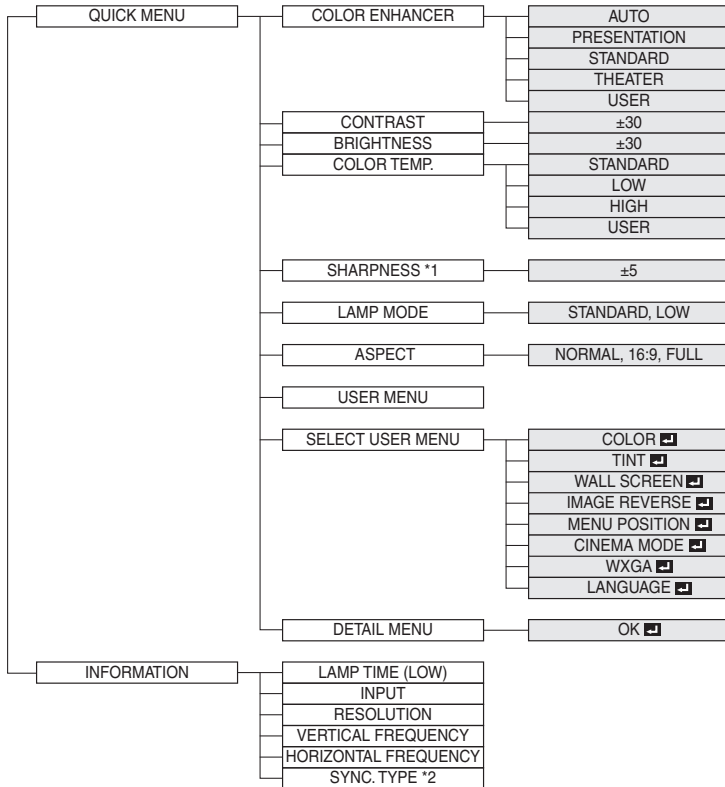 QUICK MENU COLOR ENHANCER AUTO
PRESENTATION
STANDARD
THEATER
USER
CONTRAST ±30
BRIGHTNESS ±30
COLOR TEMP. STANDARD
LOW
HIGH
USER
SHARPNESS *1 ±5
LAMP MODE STANDARD, LOW
ASPECT NORMAL, 16:9, FULL
USER MENU
SELECT USER MENU COLOR
TINT
WALL SCREEN
IMAGE REVERSE
MENU POSITION
CINEMA MODE
WXGA
LANGUAGE
DETAIL MENU OK
INFORMATION LAMP TIME (LOW)
INPUT
RESOLUTION
VERTICAL FREQUENCY
HORIZONTAL FREQUENCY
SYNC. TYPE *2